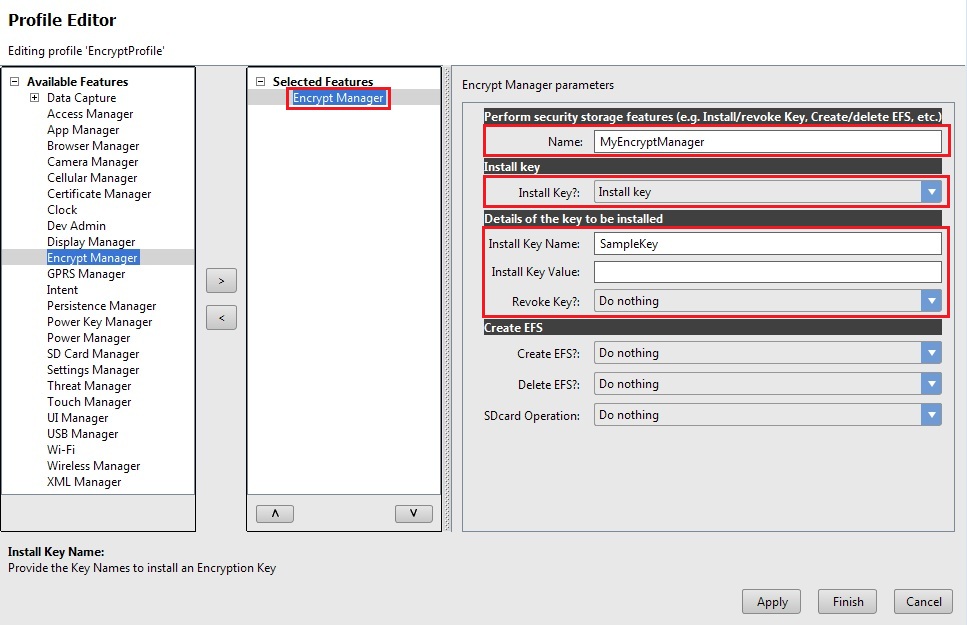 Profile Editor
Editing profile 'EncryptProfile'
Available Features
Data Capture
Access Manager
App Manager
Browser Manager
Camera Manager
Cellular Manager
Certificate Manager
Clock
Dev Admin
Display Manager
Encrypt Manager
GPRS Manager
Intent
Persistence Manager
Power Key Manager
Power Manager
SD Card Manager
Settings Manager
Threat Manager
Touch Manager
UI Manager
USB Manager
Wi-Fi
Wireless Manager
XML Manager
>
<
Selected Features
Encrypt Manager
Encrypt Manager parameters
Perform security storage features (e.g. Install/revoke Key, Create/delete EFS, etc.)
Name: MyEncryptManager
Install key
Install Key?: Install key
Details of the key to be installed
Install Key Name: SampleKey
Install Key Value:
Revoke Key?: Do nothing
Create EFS
Create EFS?: Do nothing
Delete EFS?: Do nothing
SDcard Operation: Do nothing
Install Key Name:
Provide the Key Names to install an Encryption Key
Apply Finish Cancel